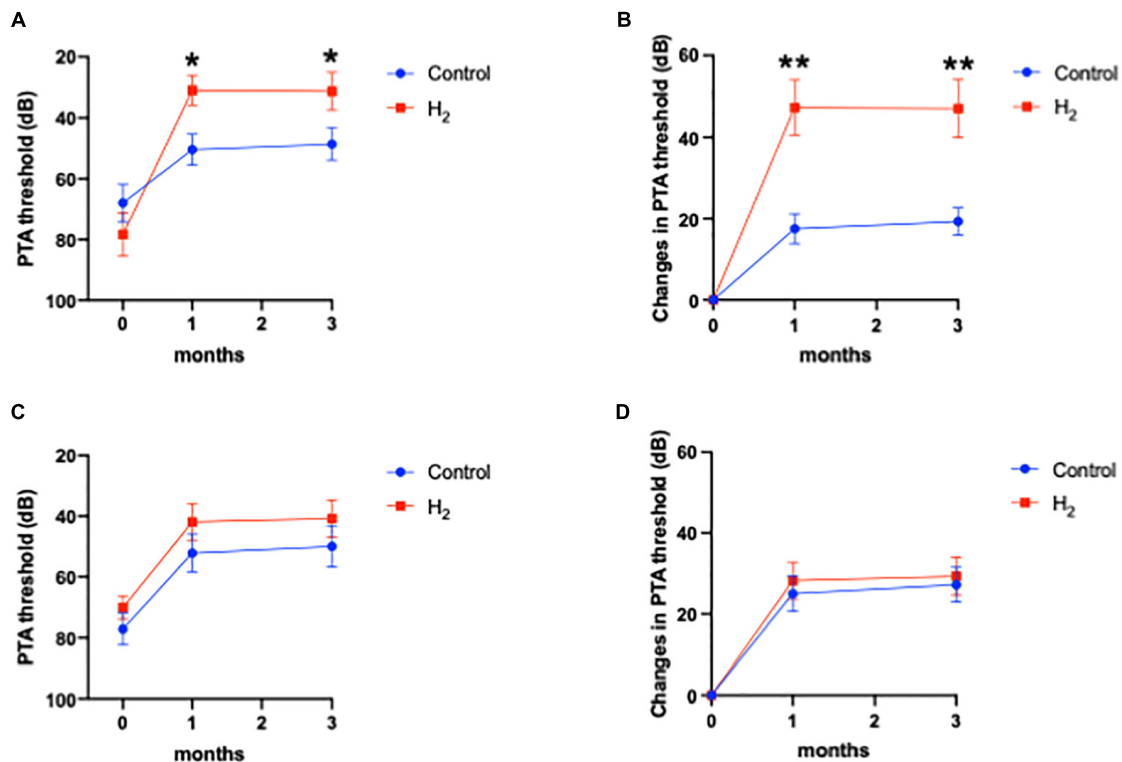 A
PTA threshold (dB)
20
40
60
80
100
0 1 2 3
months
* *
Control
H₂
B
Changes in PTA threshold (dB)
60
40
20
0
0 1 2 3
months
** **
Control
H₂
C
PTA threshold (dB)
20
40
60
80
100
0 1 2 3
months
Control
H₂
D
Changes in PTA threshold (dB)
60
40
20
0
0 1 2 3
months
Control
H₂